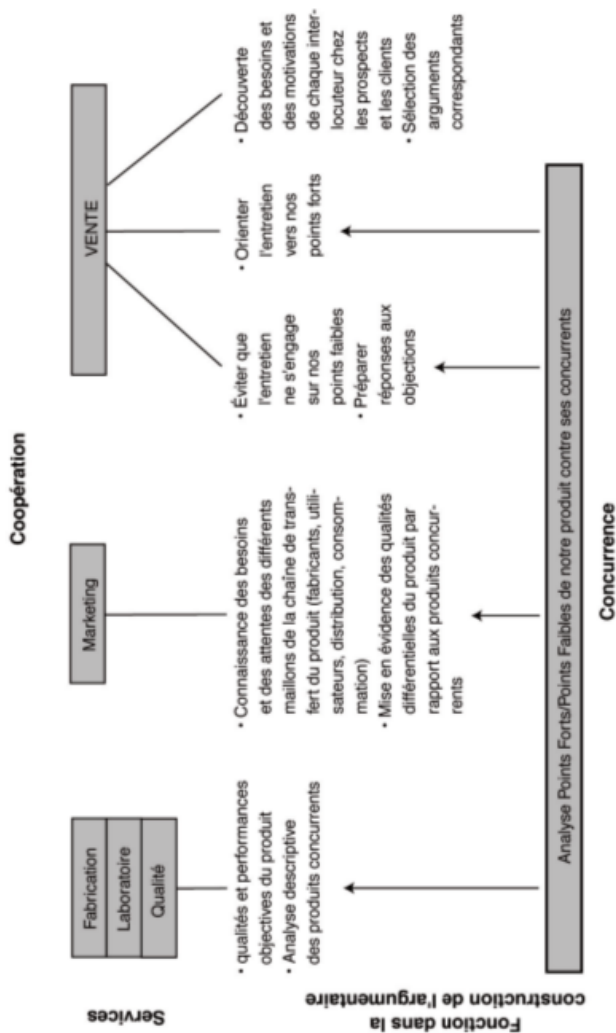 Coopération
Services
Fabrication
Laboratoire
Qualité
Marketing
VENTE
Fonction dans la
construction de l'argumentaire
• qualités et performances
objectives du produit
• Analyse descriptive
des produits concurrents
• Connaissance des besoins
et des attentes des différents
maillons de la chaîne de trans-
fert du produit (fabricants, utili-
sateurs, distribution, consom-
mation)
• Mise en évidence des qualités
différentielles du produit par
rapport aux produits concur-
rents
• Éviter que
l'entretien
ne s'engage
sur nos
points faibles
• Préparer
réponses aux
objections
• Orienter
l'entretien
vers nos
points forts
• Découverte
des besoins et
des motivations
de chaque inter-
locuteur chez
les prospects
et les clients
• Sélection des
arguments
correspondants
Analyse Points Forts/Points Faibles de notre produit contre ses concurrents
Concurrence